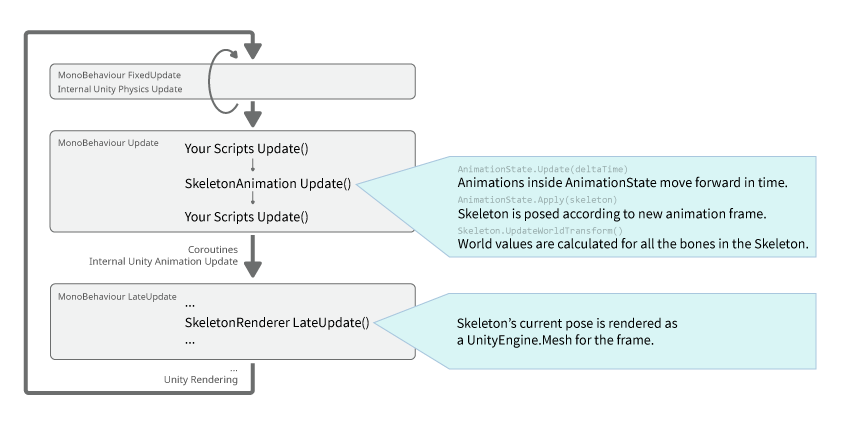 MonoBehaviour FixedUpdate
Internal Unity Physics Update
MonoBehaviour Update
Your Scripts Update()
SkeletonAnimation Update()
Your Scripts Update()
AnimationState.Update(deltaTime)
Animations inside AnimationState move forward in time.
AnimationState.Apply(skeleton)
Skeleton is posed according to new animation frame.
Skeleton.UpdateWorldTransform()
World values are calculated for all the bones in the Skeleton.
Coroutines
Internal Unity Animation Update
MonoBehaviour LateUpdate
...
SkeletonRenderer LateUpdate()
...
Skeleton’s current pose is rendered as
a UnityEngine.Mesh for the frame.
...
Unity Rendering